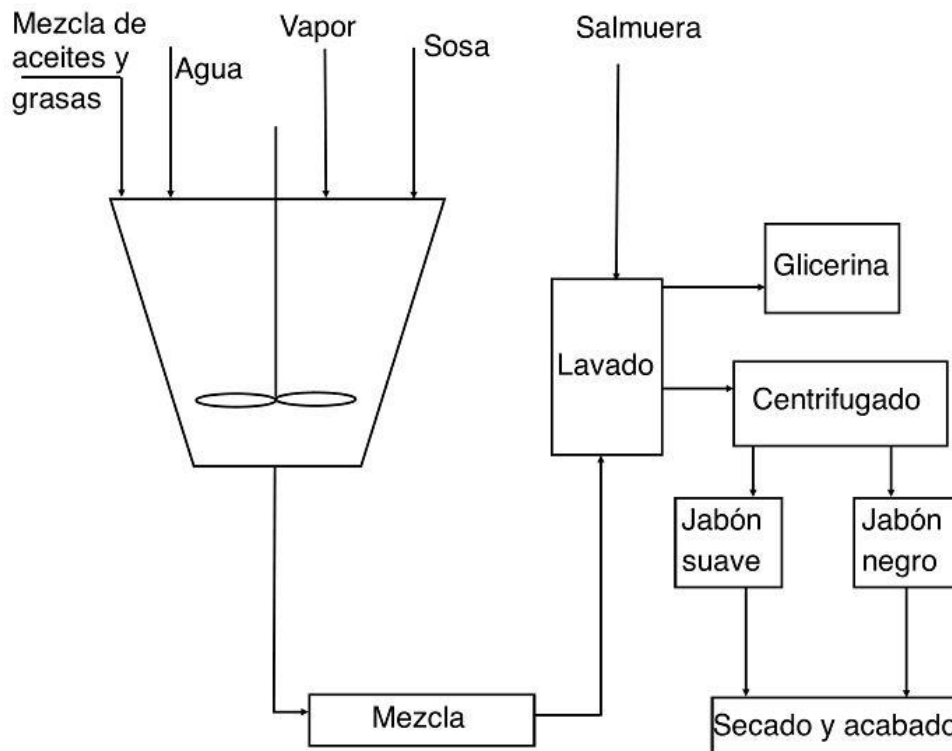 Mezcla de
aceites y
grasas
Agua
Vapor
Sosa
Salmuera
Glicerina
Lavado
Centrifugado
Jabón
suave
Jabón
negro
Mezcla
Secado y acabado